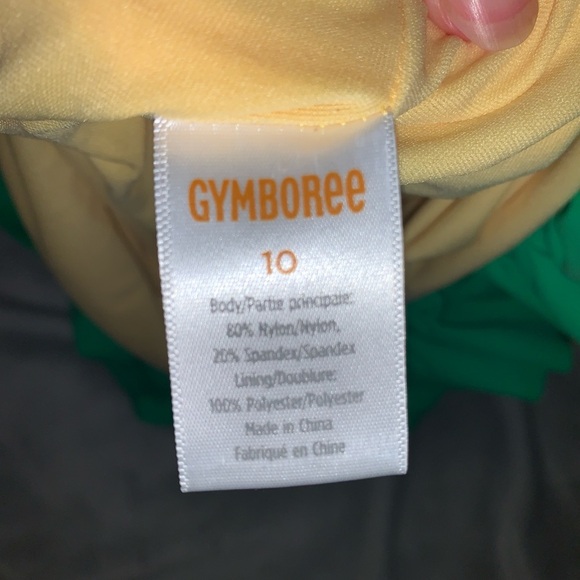 GYMBOREE
10
Body/Partie principale:
80% Nylon/Nylon,
20% Spandex/Spandex
Lining/Doublure:
100% Polyester/Polyester
Made in China
Fabriqué en Chine